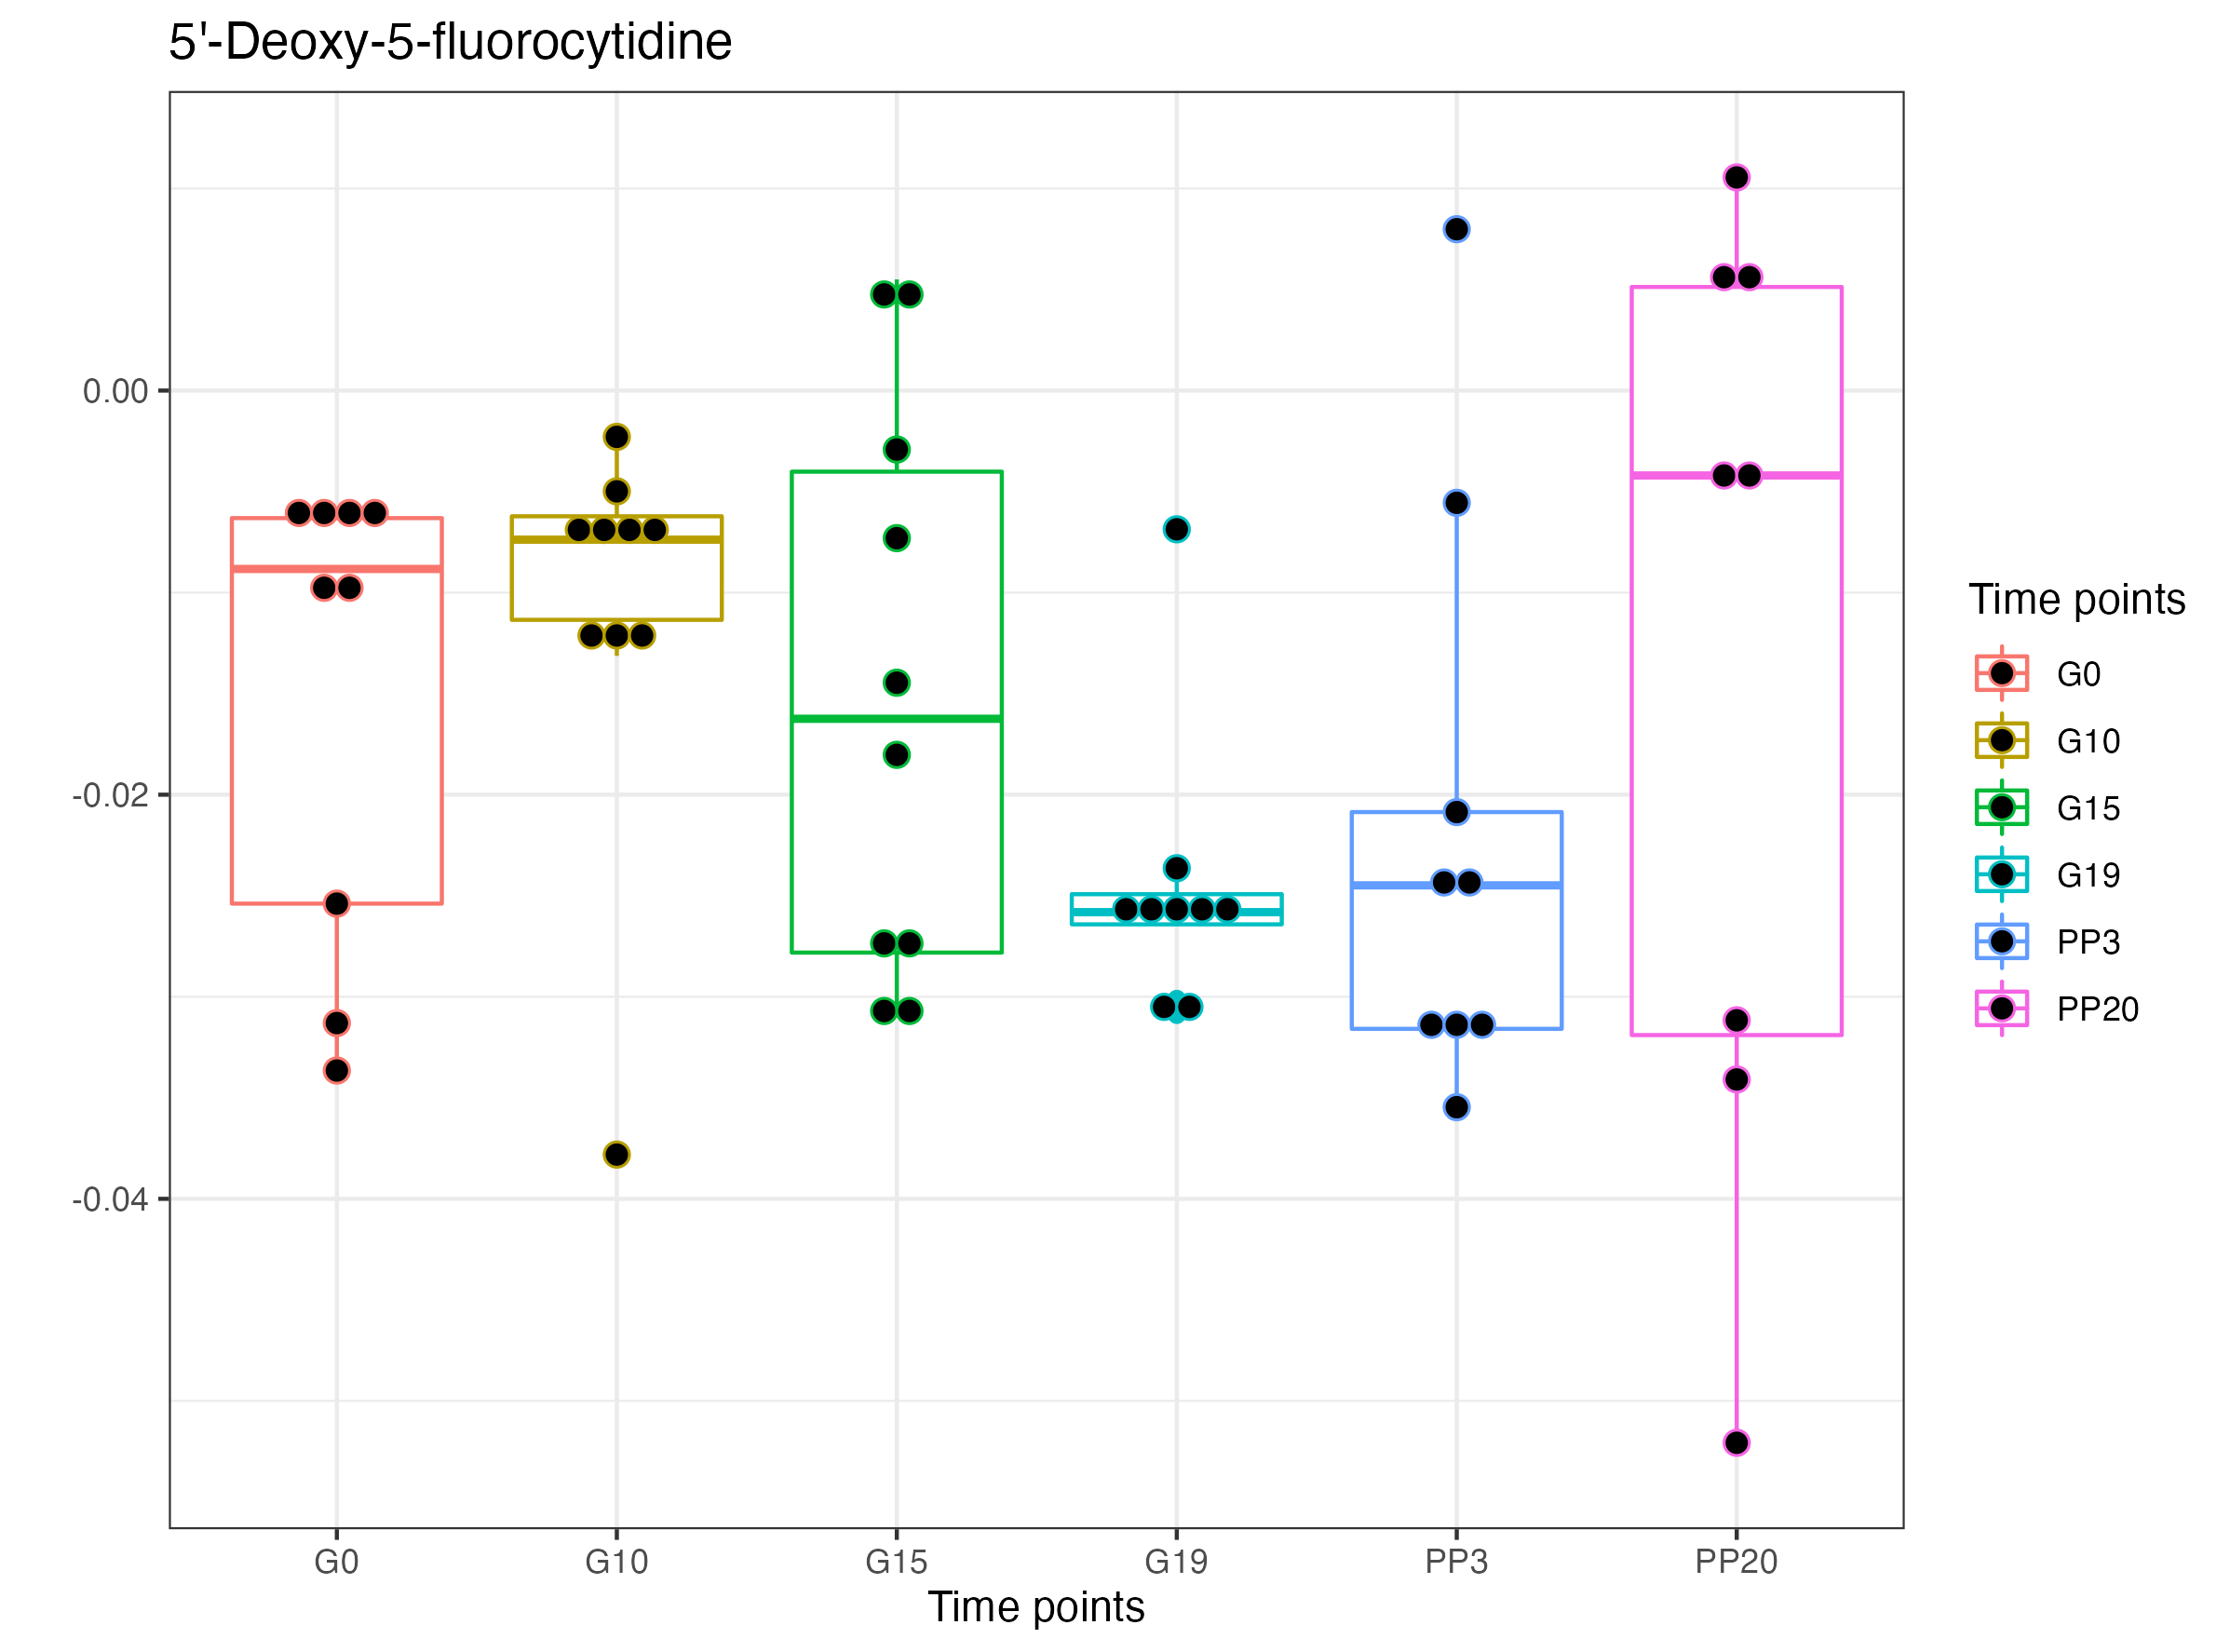 5'-Deoxy-5-fluorocytidine
0.00
-0.02
-0.04
G0 G10 G15 G19 PP3 PP20
Time points
Time points
G0
G10
G15
G19
PP3
PP20